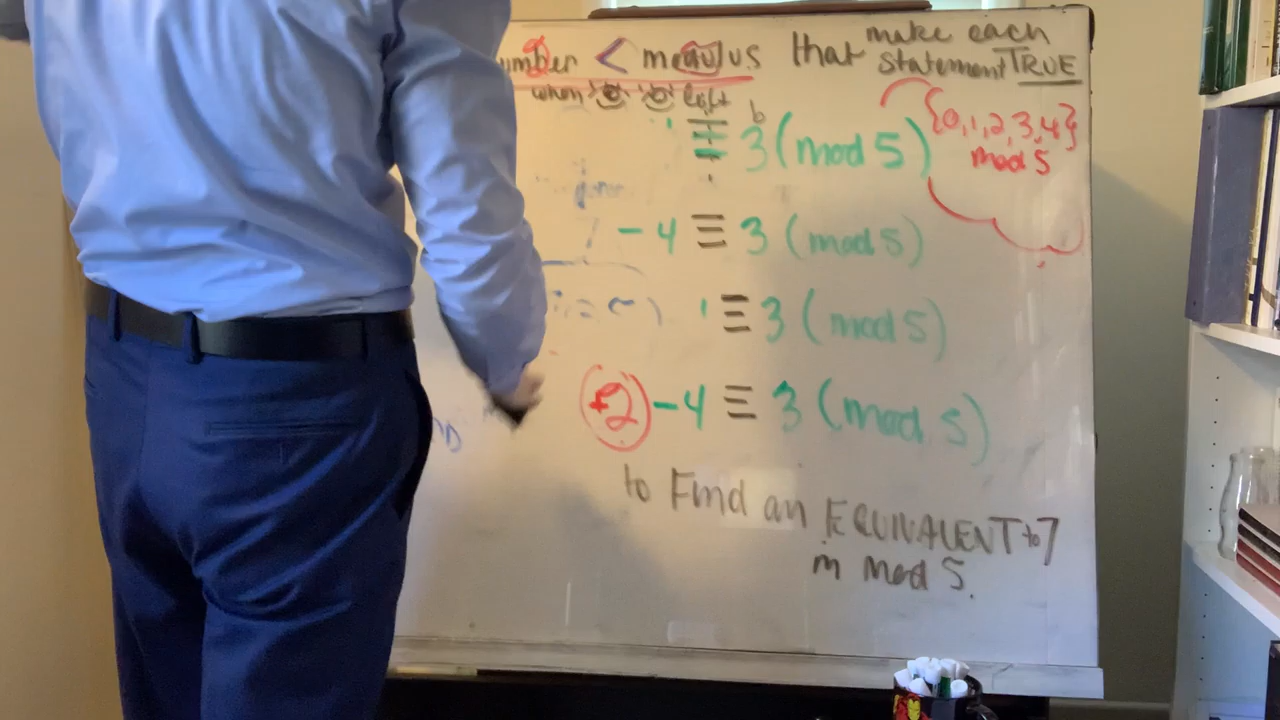 umber < modulus that make each
statement TRUE
when left
b
≡ 3 (mod 5)
{0,1,2,3,4}
mod 5
- 4 ≡ 3 (mod 5)
≡ 3 (mod 5)
2 - 4 ≡ 3 (mod 5)
to Find an EQUIVALENT to 7
in mod 5.